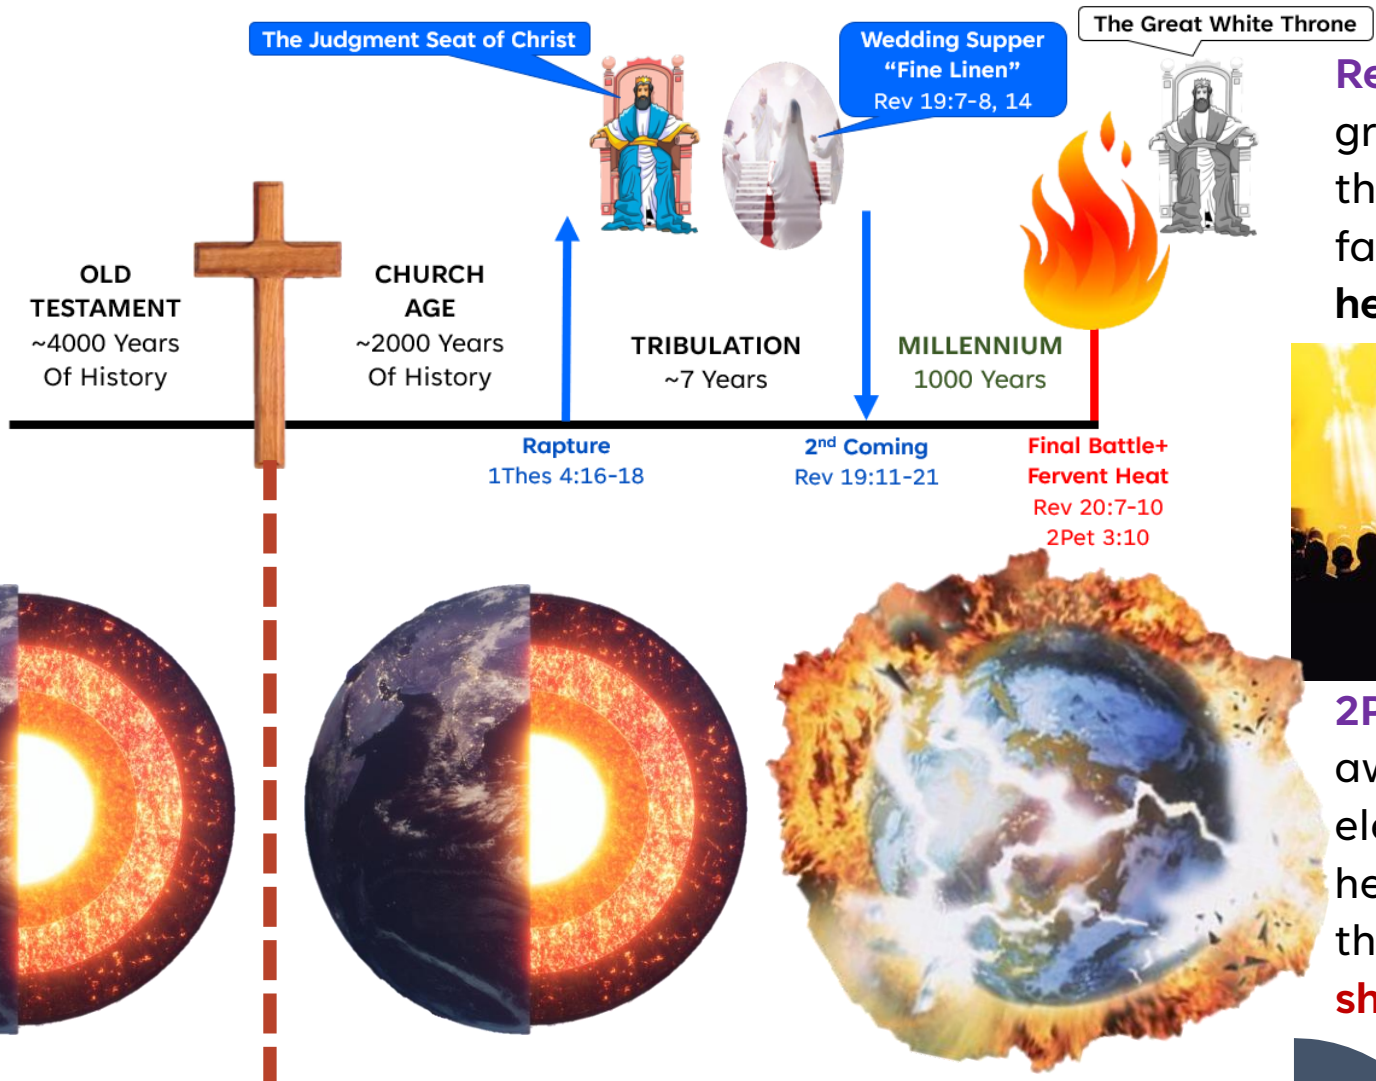 The Judgment Seat of Christ
Wedding Supper
“Fine Linen”
Rev 19:7-8, 14
The Great White Throne
OLD
TESTAMENT
~4000 Years
Of History
CHURCH
AGE
~2000 Years
Of History
TRIBULATION
~7 Years
MILLENNIUM
1000 Years
Rapture
1Thes 4:16-18
2nd Coming
Rev 19:11-21
Final Battle+
Fervent Heat
Rev 20:7-10
2Pet 3:10